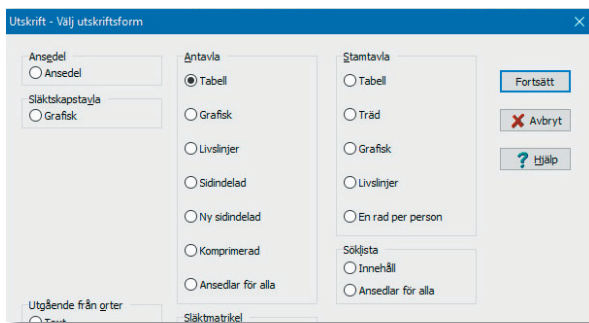 Utskrift - Välj utskriftsform
Ansedel
Ansedel
Släktskapstavla
Grafisk
Utgående från orter
Antavla
Tabell
Grafisk
Livslinjer
Sidindelad
Ny sidindelad
Komprimerad
Ansedlar för alla
Släktmatrikel
Stamtavla
Tabell
Träd
Grafisk
Livslinjer
En rad per person
Söklista
Innehåll
Ansedlar för alla
Fortsätt
Avbryt
? Hjälp